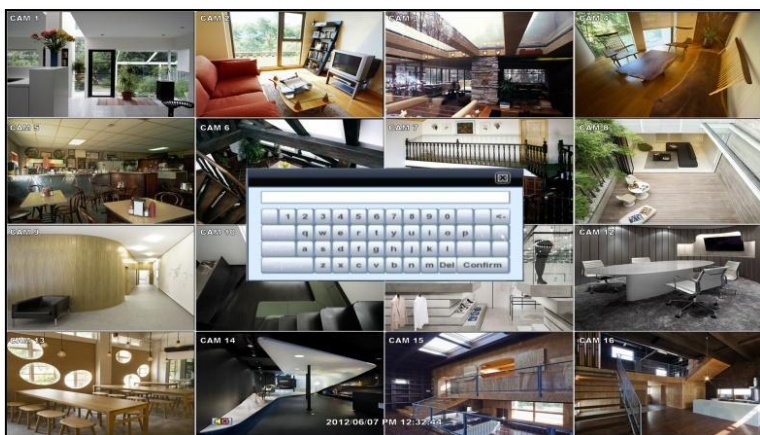 CAM 1 CAM 2 CAM 3 CAM 4
CAM 5 CAM 6 CAM 7 CAM 8
1 2 3 4 5 6 7 8 9 0 <-
q w e r t y u i o p
a s d f g h j k l
z x c v b n m Del Confirm
CAM 9 CAM 10 CAM 12
CAM 13 CAM 14 CAM 15 CAM 16
2012/06/07 PM 12:32:44